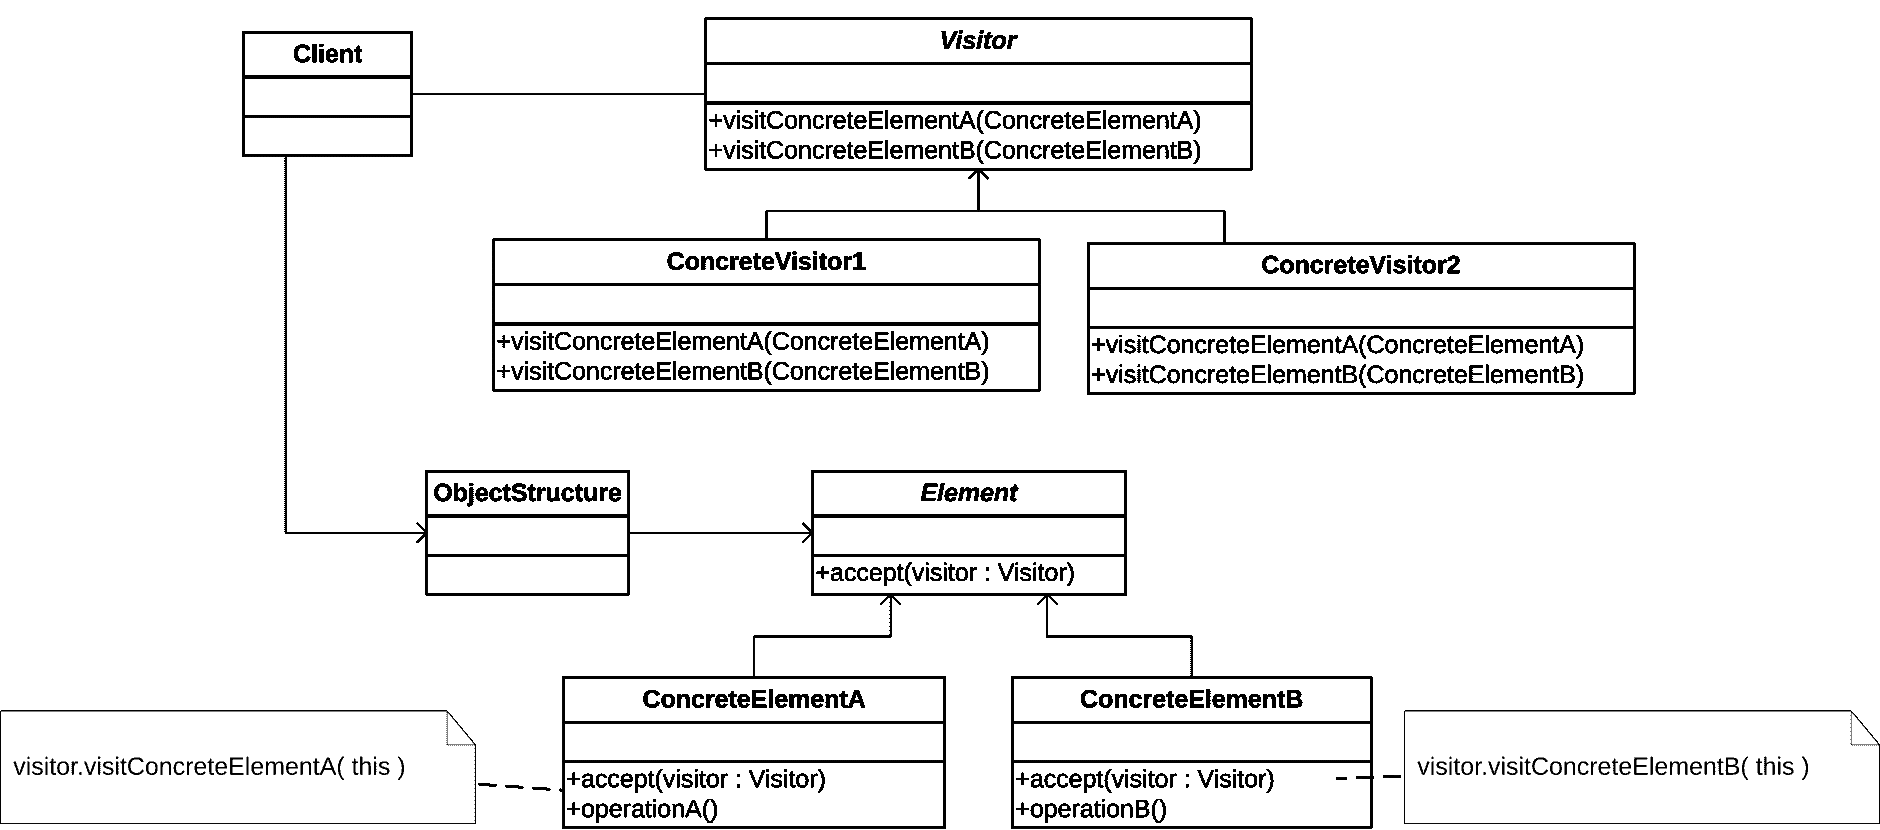 Client
Visitor
+visitConcreteElementA(ConcreteElementA)
+visitConcreteElementB(ConcreteElementB)
ConcreteVisitor1
+visitConcreteElementA(ConcreteElementA)
+visitConcreteElementB(ConcreteElementB)
ConcreteVisitor2
+visitConcreteElementA(ConcreteElementA)
+visitConcreteElementB(ConcreteElementB)
ObjectStructure
Element
+accept(visitor : Visitor)
ConcreteElementA
+accept(visitor : Visitor)
+operationA()
ConcreteElementB
+accept(visitor : Visitor)
+operationB()
visitor.visitConcreteElementA( this )
visitor.visitConcreteElementB( this )